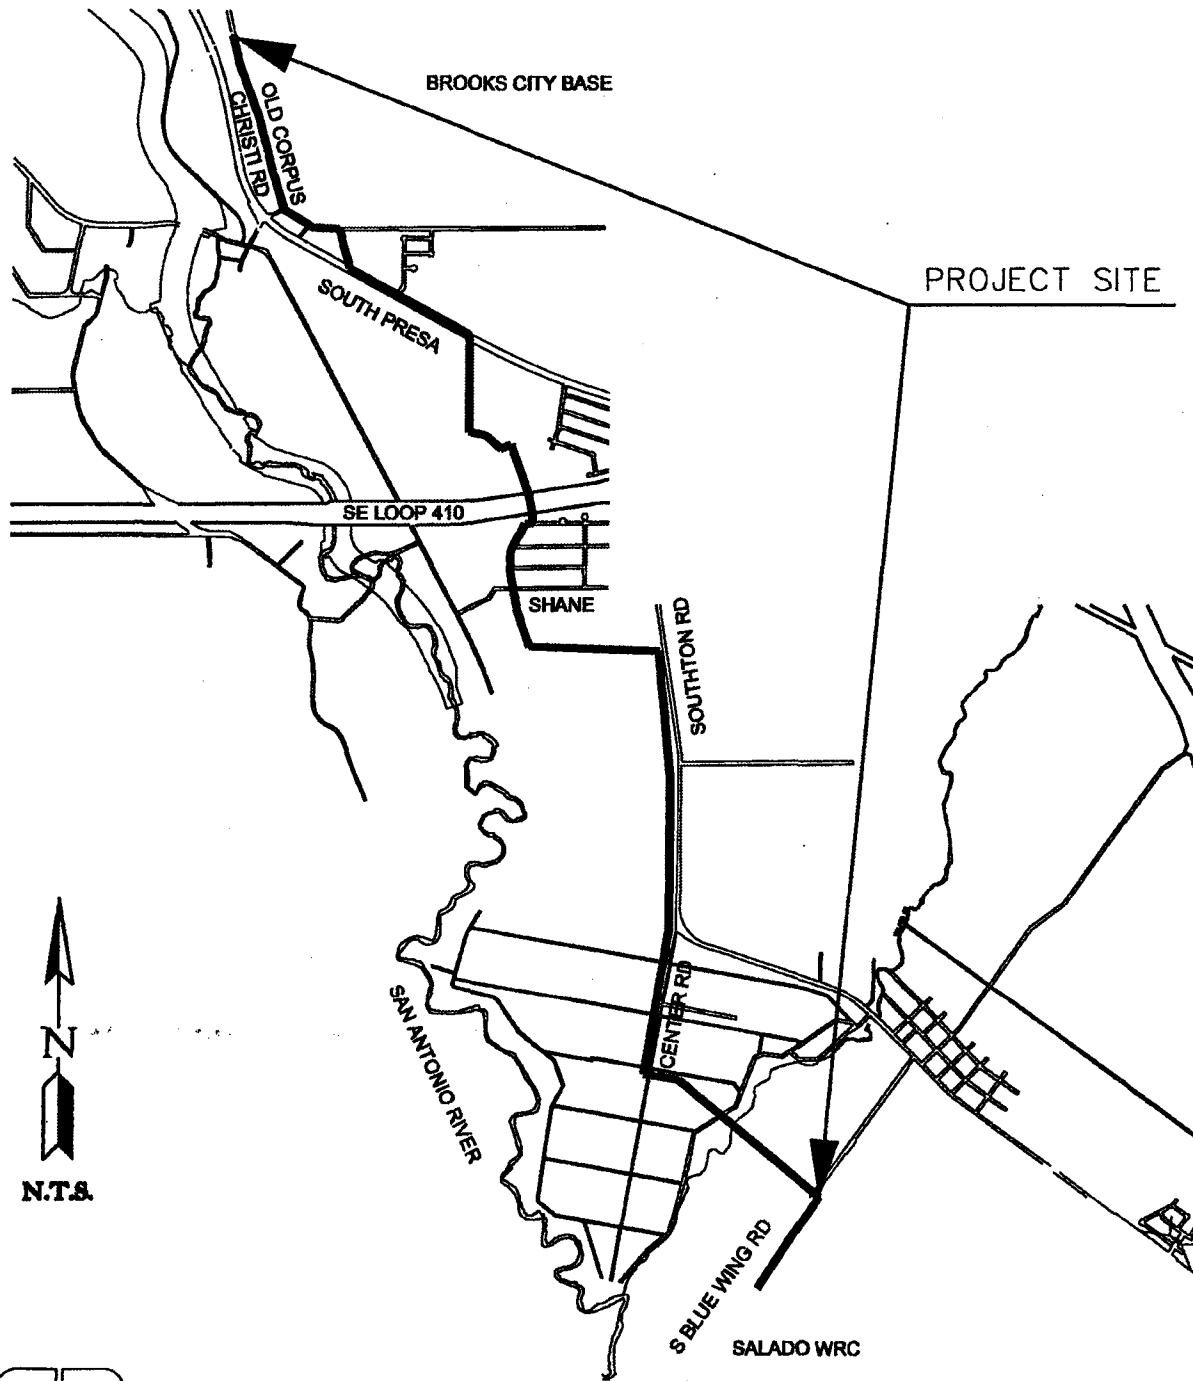 BROOKS CITY BASE
OLD CORPUS
CHRISTI RD
PROJECT SITE
SOUTH PRESA
SE LOOP 410
SHANE
SOUTHTON RD
CENTER RD
SAN ANTONIO RIVER
N
N.T.S.
S BLUE WING RD
SALADO WRC